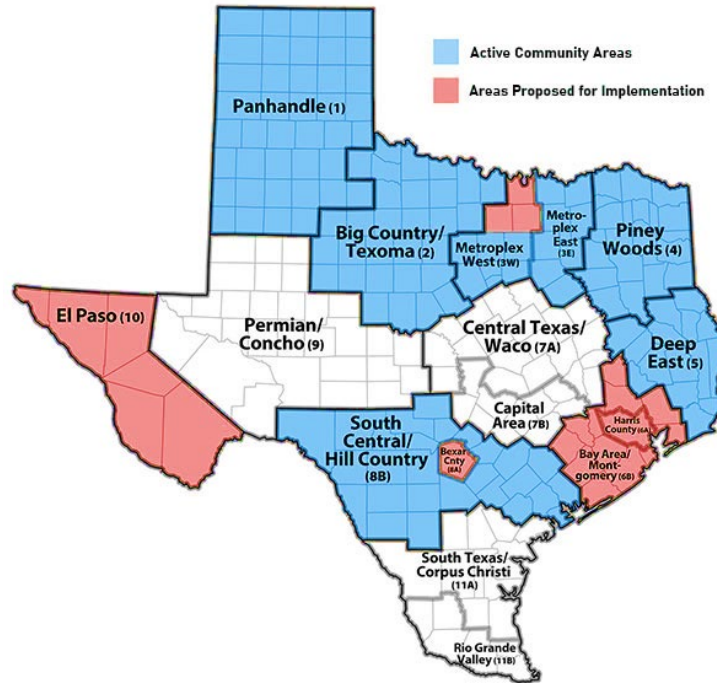 Active Community Areas
Areas Proposed for Implementation
Panhandle (1)
Big Country/
Texoma (2)
Metroplex
West (3W)
Metro-
plex
East
(3E)
Piney
Woods (4)
El Paso (10)
Permian/
Concho (9)
Central Texas/
Waco (7A)
Deep
East (5)
Capital
Area (7B)
Harris
County (6A)
South
Central/
Hill Country
(8B)
Bexar
Cnty
(8A)
Bay Area/
Mont-
gomery (6B)
South Texas/
Corpus Christi
(11A)
Rio Grande
Valley (11B)